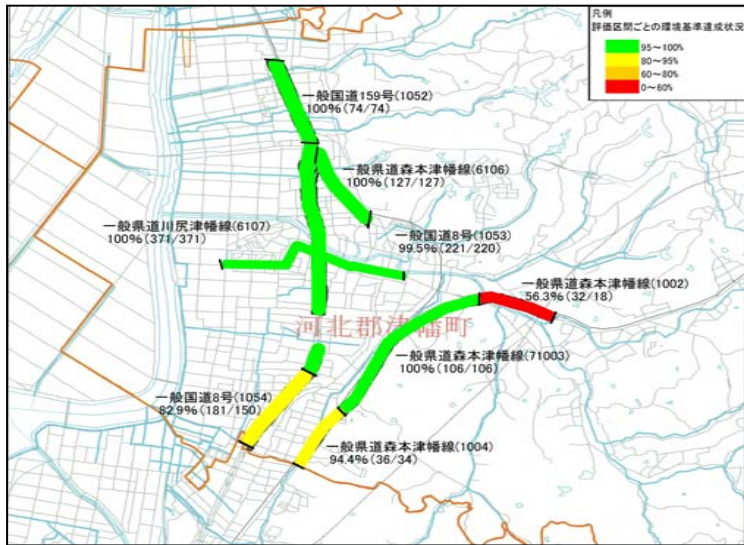 凡例
評価区間ごとの環境基準達成状況
95～100%
80～95%
60～80%
0～60%
一般国道159号(1052)
100%(74/74)
一般県道森本津幡線(6106)
100%(127/127)
一般県道川尻津幡線(6107)
100%(371/371)
一般国道8号(1053)
99.5%(221/220)
一般県道森本津幡線(1002)
56.3%(32/18)
河北郡津幡町
一般県道森本津幡線(71003)
100%(106/106)
一般国道8号(1054)
82.9%(181/150)
一般県道森本津幡線(1004)
94.4%(36/34)